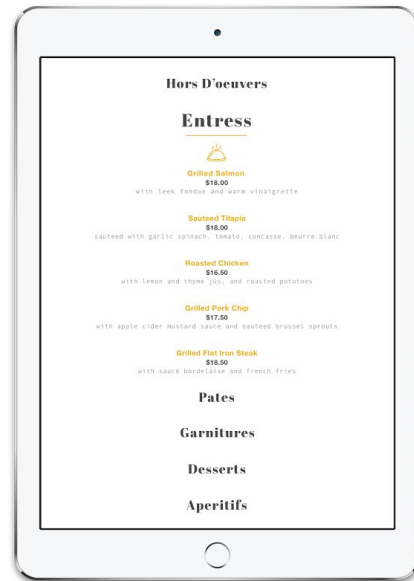 Hors D'oeuvers
Entress
Grilled Salmon
$18.00
with leek fondue and warm vinaigrette
Sauteed Tilapia
$18.00
sauteed with garlic spinach, tomato, concasse, beurre blanc
Roasted Chicken
$16.50
with lemon and thyme jus, and roasted potatoes
Grilled Pork Chip
$17.50
with apple cider mustard sauce and sauteed brussel sprouts
Grilled Flat Iron Steak
$18.50
with sauce bordelaise and french fries
Pates
Garnitures
Desserts
Aperitifs